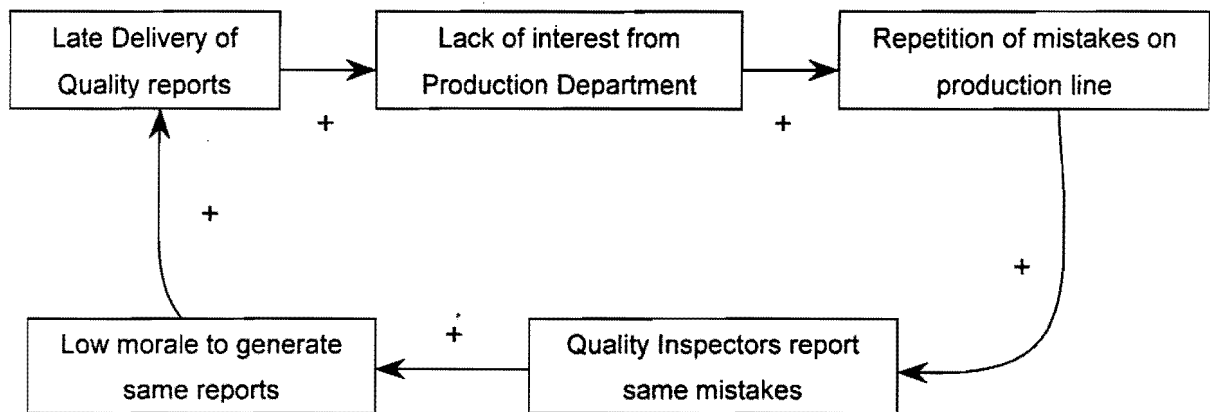 Late Delivery of
Quality reports
Lack of interest from
Production Department
Repetition of mistakes on
production line
+
+
+
+
+
Low morale to generate
same reports
Quality Inspectors report
same mistakes